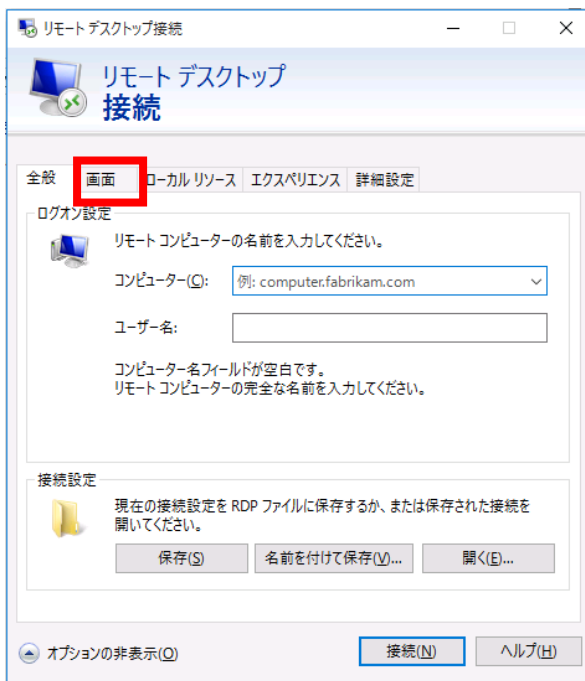 リモート デスクトップ接続
リモート デスクトップ
接続
全般 画面 ローカル リソース エクスペリエンス 詳細設定
ログオン設定
リモート コンピューターの名前を入力してください。
コンピューター(C): 例: computer.fabrikam.com
ユーザー名:
コンピューター名フィールドが空白です。
リモート コンピューターの完全な名前を入力してください。
接続設定
現在の接続設定を RDP ファイルに保存するか、または保存された接続を
開いてください。
保存(S) 名前を付けて保存(V)... 開く(E)...
オプションの非表示(O) 接続(N) ヘルプ(H)